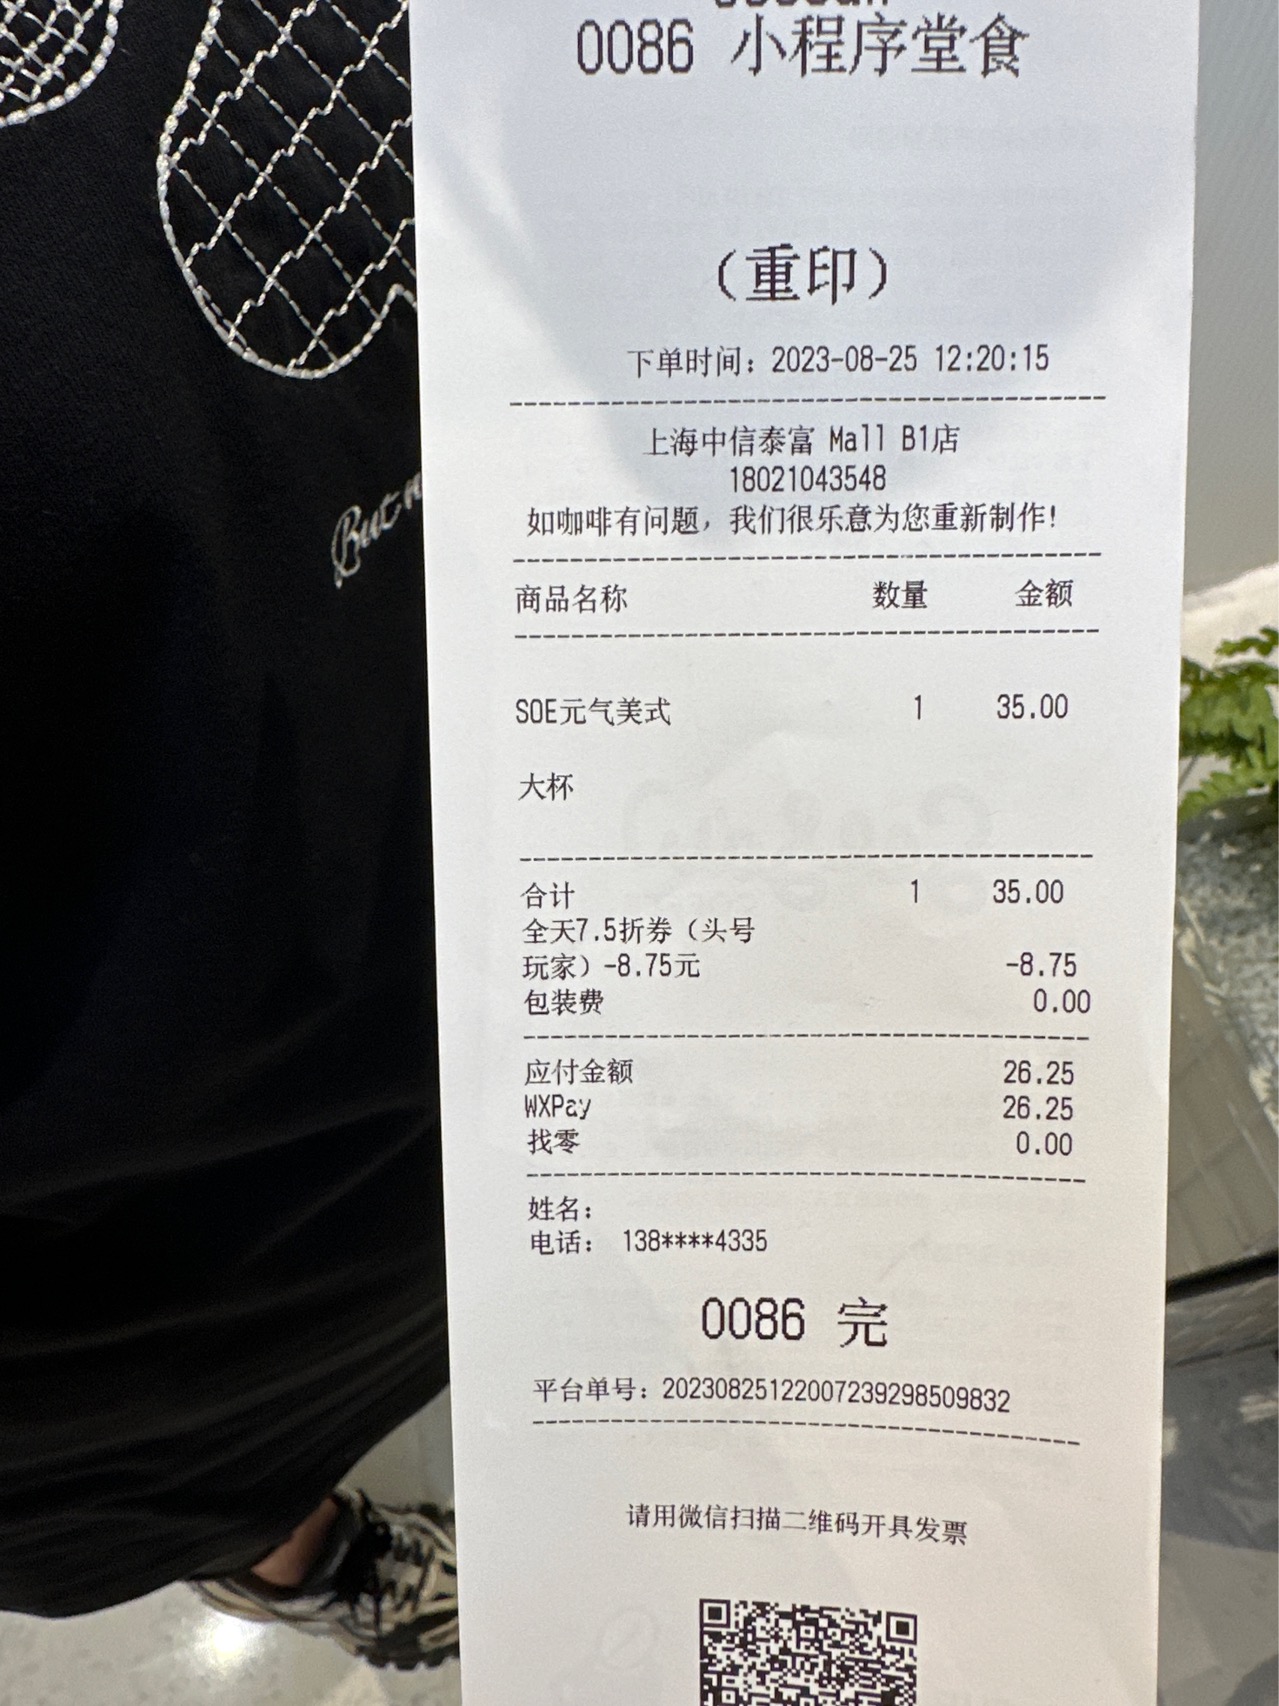 0086 小程序堂食
（重印）
下单时间：2023-08-25 12:20:15
上海中信泰富 Mall B1店
18021043548
如咖啡有问题，我们很乐意为您重新制作！
商品名称 数量 金额
SOE元气美式 1 35.00
大杯
合计 1 35.00
全天7.5折券（头号
玩家）-8.75元 -8.75
包装费 0.00
应付金额 26.25
WXPay 26.25
找零 0.00
姓名：
电话： 138****4335
0086 完
平台单号：20230825122007239298509832
请用微信扫描二维码开具发票
But